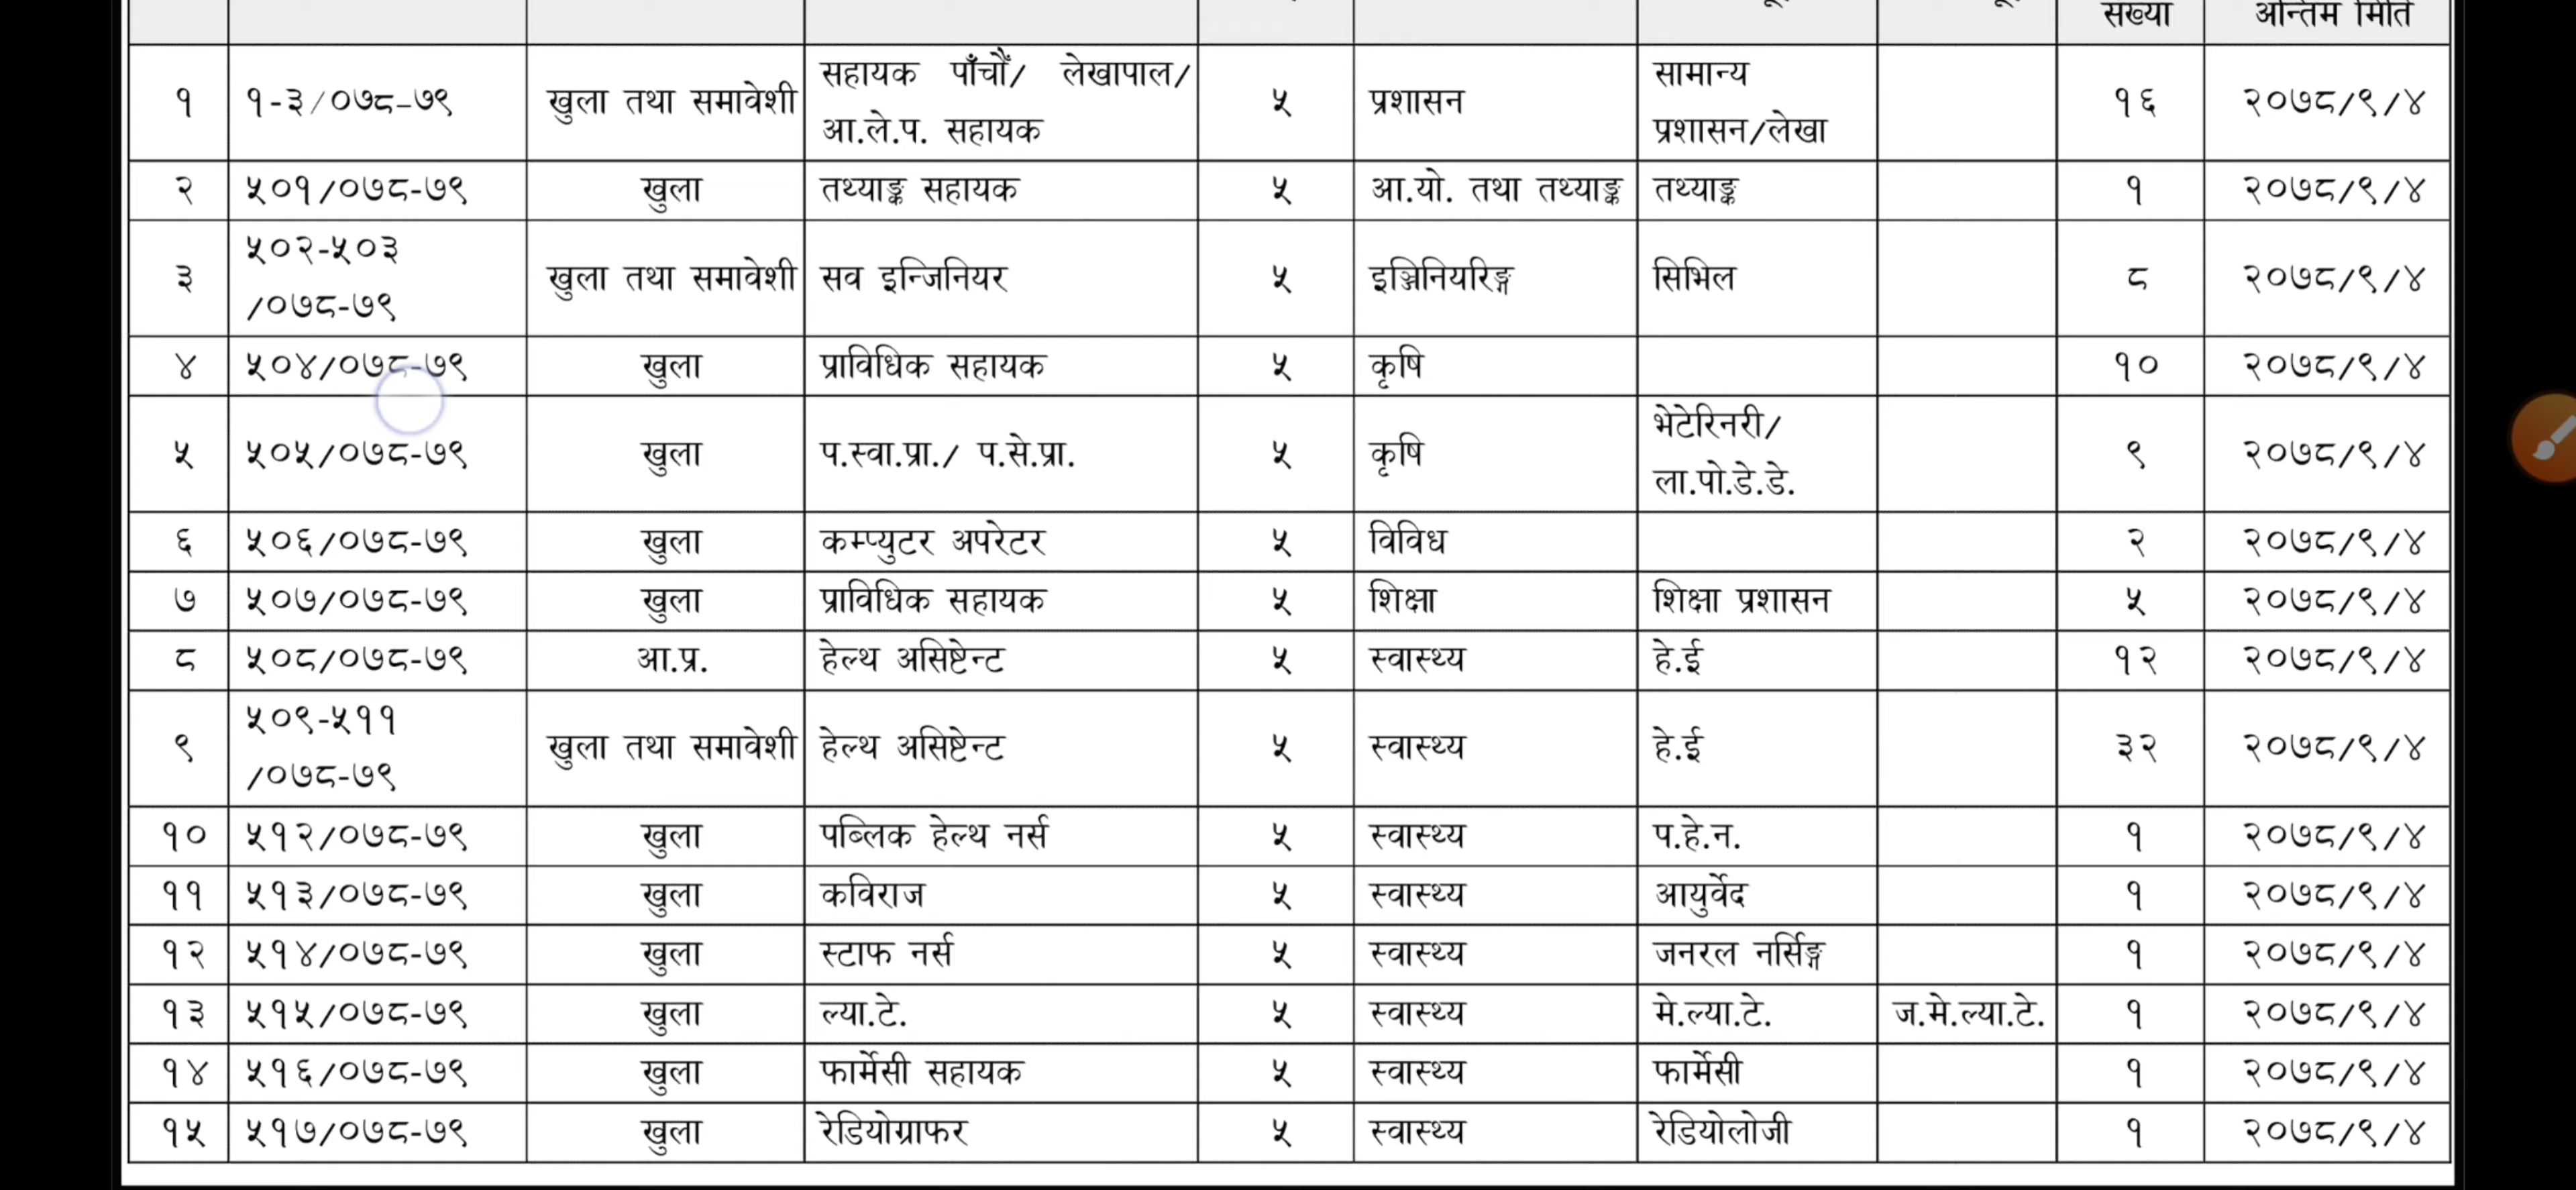 सख्या अन्तिम मिति
१ १-३/०७८-७९ खुला तथा समावेशी सहायक पाँचौं/ लेखापाल/ ५ प्रशासन सामान्य १६ २०७८/९/४
आ.ले.प. सहायक प्रशासन/लेखा
२ ५०१/०७८-७९ खुला तथ्याङ्क सहायक ५ आ.यो. तथा तथ्याङ्क तथ्याङ्क १ २०७८/९/४
३ ५०२-५०३ खुला तथा समावेशी सव इन्जिनियर ५ इञ्जिनियरिङ्ग सिभिल ८ २०७८/९/४
/०७८-७९
४ ५०४/०७८-७९ खुला प्राविधिक सहायक ५ कृषि १० २०७८/९/४
५ ५०५/०७८-७९ खुला प.स्वा.प्रा./ प.से.प्रा. ५ कृषि भेटेरिनरी/ ९ २०७८/९/४
ला.पो.डे.डे.
६ ५०६/०७८-७९ खुला कम्प्युटर अपरेटर ५ विविध २ २०७८/९/४
७ ५०७/०७८-७९ खुला प्राविधिक सहायक ५ शिक्षा शिक्षा प्रशासन ५ २०७८/९/४
८ ५०८/०७८-७९ आ.प्र. हेल्थ असिष्टेन्ट ५ स्वास्थ्य हे.ई १२ २०७८/९/४
९ ५०९-५११ खुला तथा समावेशी हेल्थ असिष्टेन्ट ५ स्वास्थ्य हे.ई ३२ २०७८/९/४
/०७८-७९
१० ५१२/०७८-७९ खुला पब्लिक हेल्थ नर्स ५ स्वास्थ्य प.हे.न. १ २०७८/९/४
११ ५१३/०७८-७९ खुला कविराज ५ स्वास्थ्य आयुर्वेद १ २०७८/९/४
१२ ५१४/०७८-७९ खुला स्टाफ नर्स ५ स्वास्थ्य जनरल नर्सिङ्ग १ २०७८/९/४
१३ ५१५/०७८-७९ खुला ल्या.टे. ५ स्वास्थ्य मे.ल्या.टे. ज.मे.ल्या.टे. १ २०७८/९/४
१४ ५१६/०७८-७९ खुला फार्मेसी सहायक ५ स्वास्थ्य फार्मेसी १ २०७८/९/४
१५ ५१७/०७८-७९ खुला रेडियोग्राफर ५ स्वास्थ्य रेडियोलोजी १ २०७८/९/४